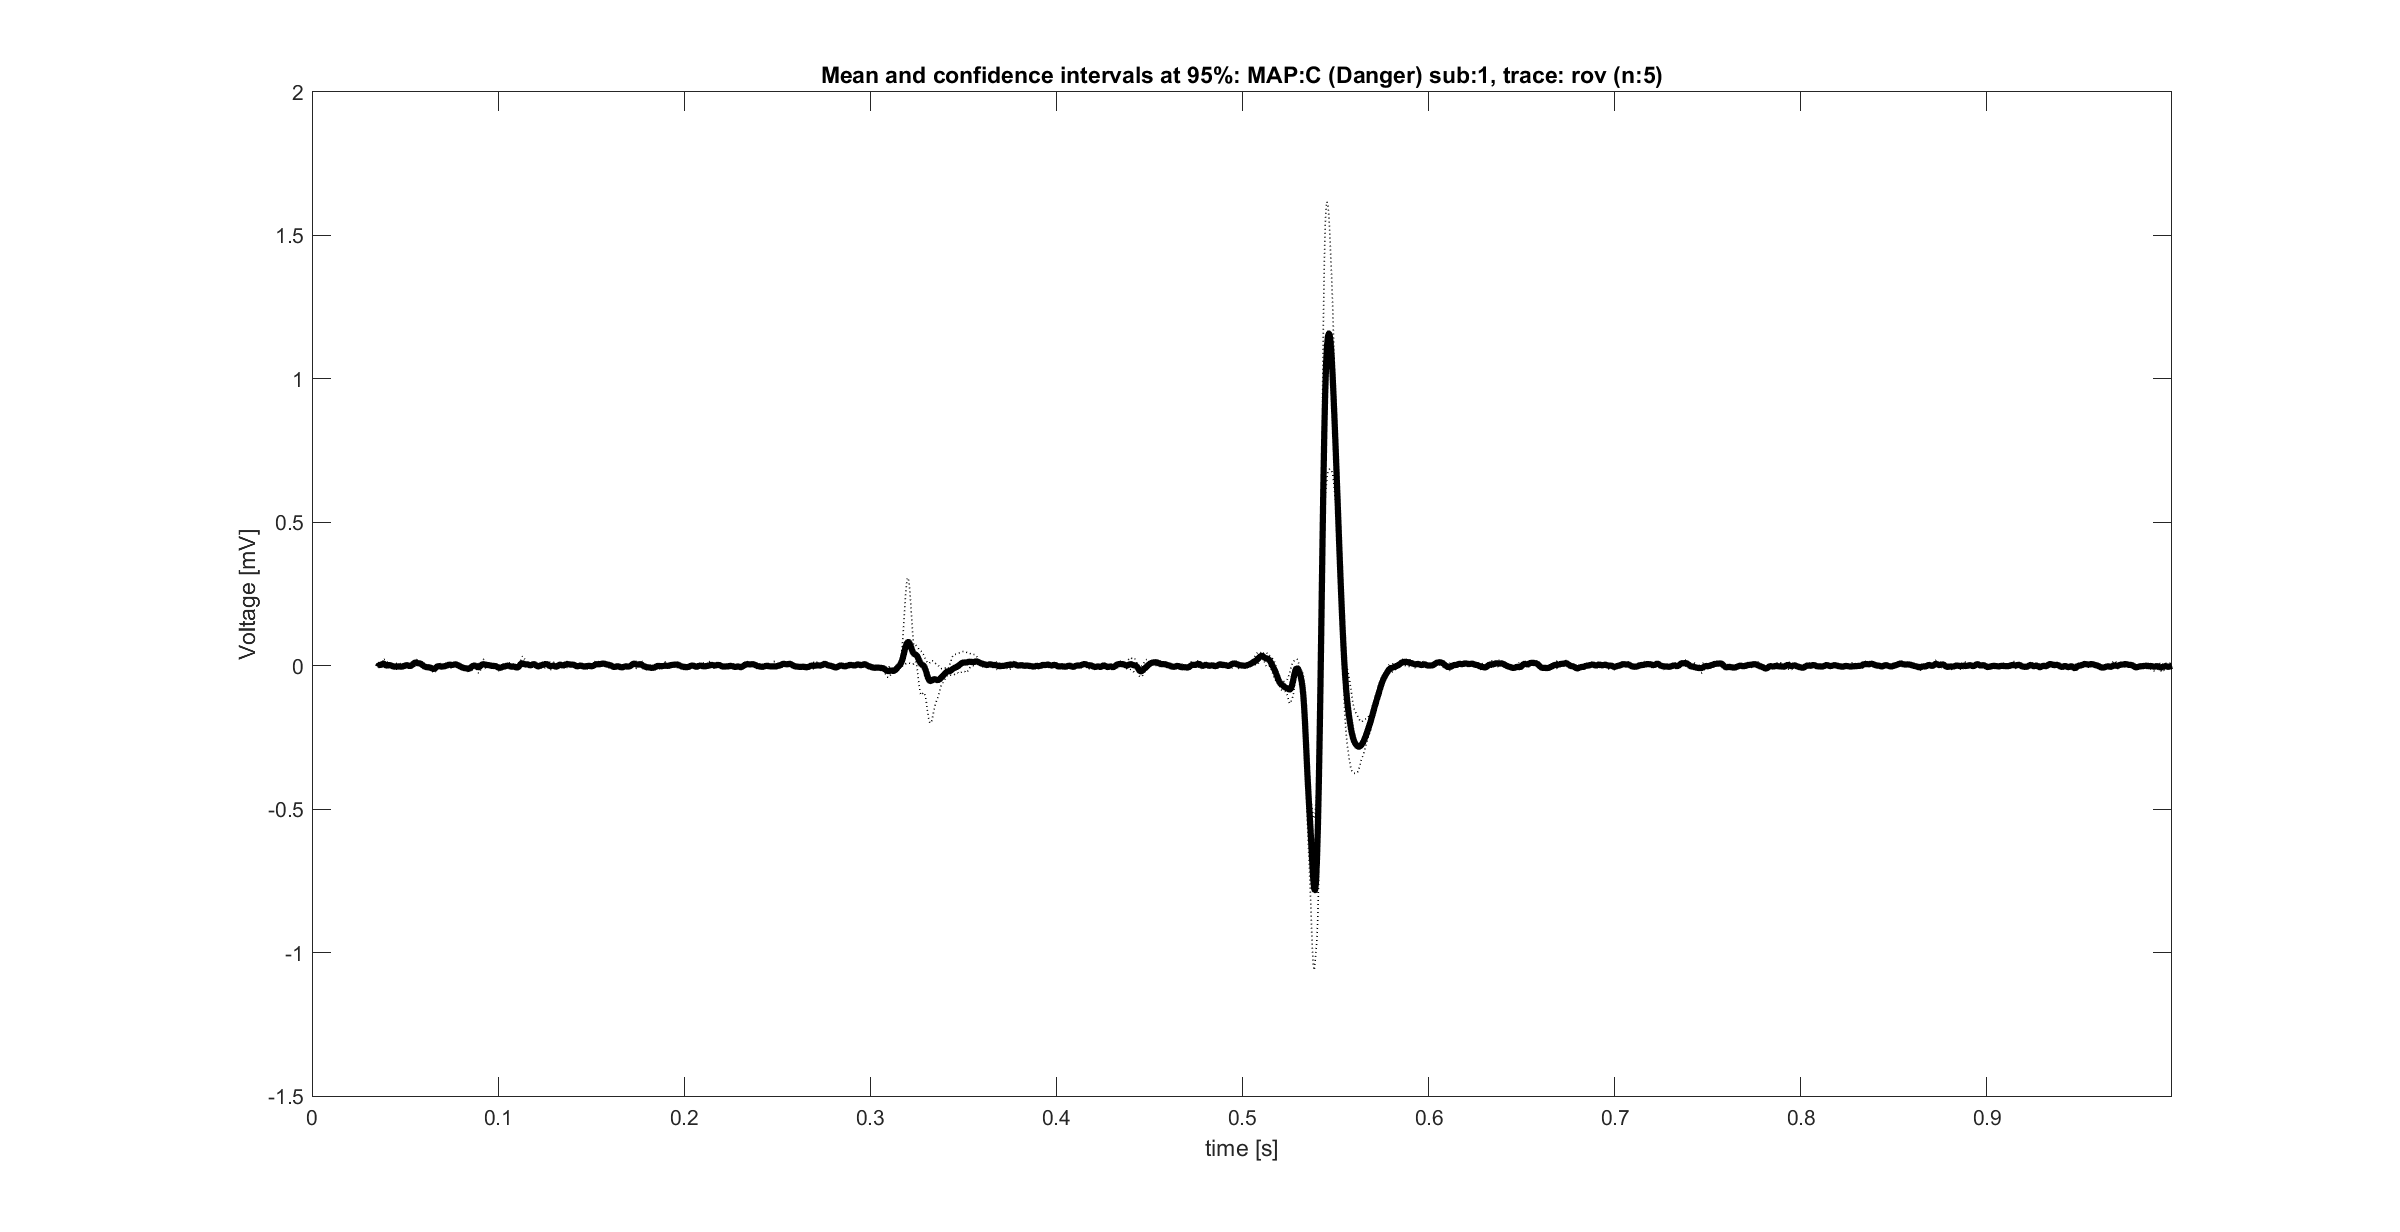 Mean and confidence intervals at 95%: MAP:C (Danger) sub:1, trace: rov (n:5)
2
1.5
1
0.5
0
-0.5
-1
-1.5
Voltage [mV]
0 0.1 0.2 0.3 0.4 0.5 0.6 0.7 0.8 0.9
time [s]